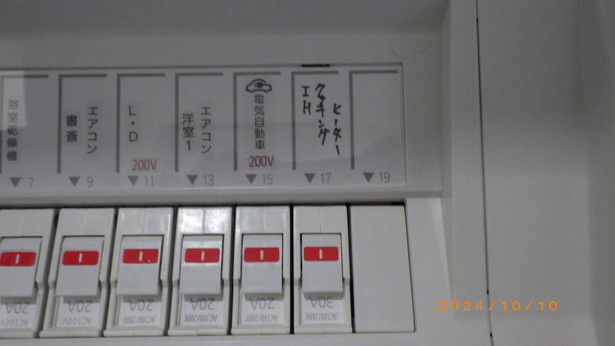 浴室乾燥機
エアコン
書斎
L・D
200V
エアコン
洋室1
電気自動車
200V
IH
クッキング
ヒーター
▼7
▼9
▼11
▼13
▼15
▼17
▼19
20A
20A
20A
20A
30A
AC100V
2024/10/10